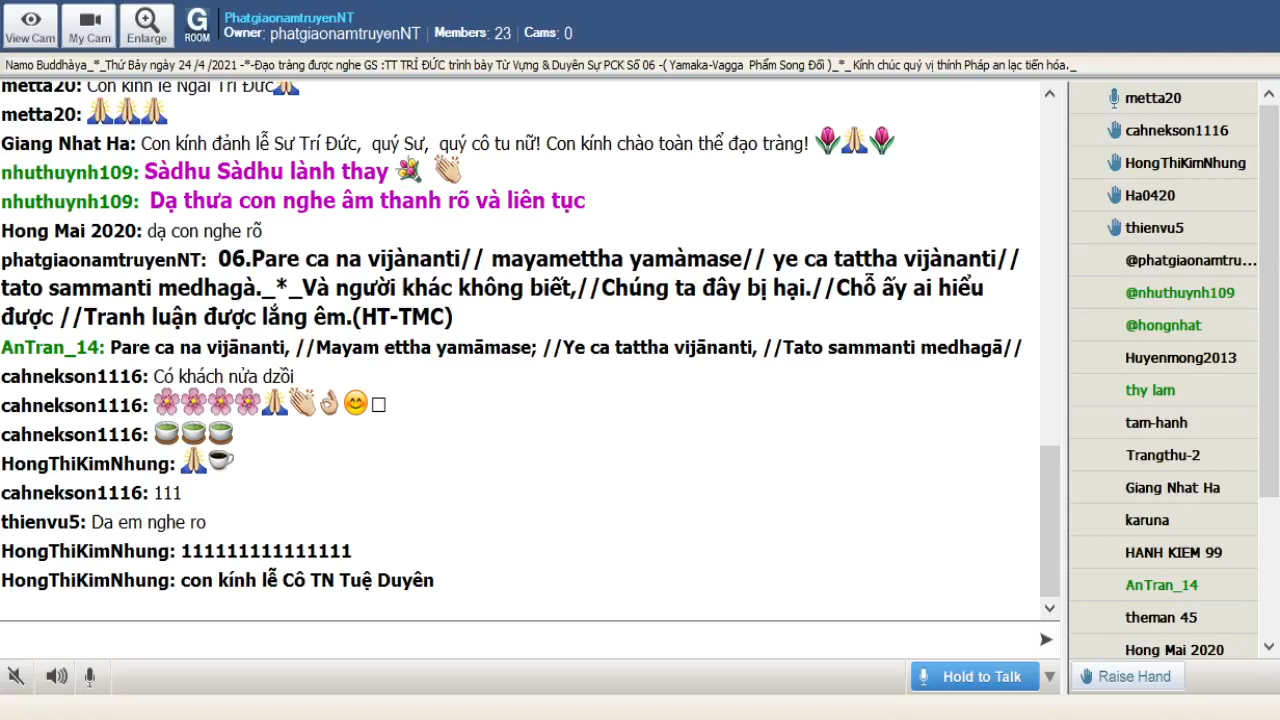 View Cam
My Cam
Enlarge
G
ROOM
PhatgiaonamtruyenNT
Owner: phatgiaonamtruyenNT | Members: 23 | Cams: 0
Namo Buddhàya_*_Thứ Bảy ngày 24 /4 /2021 -*-Đạo tràng được nghe GS :TT TRÍ ĐỨC trình bày Từ Vựng & Duyên Sự PCK Số 06 -( Yamaka-Vagga Phẩm Song Đối )_*_ Kính chúc quý vị thính Pháp an lạc tiến hóa._
metta20: Con kính lễ Ngài Trí Đức🙏
metta20: 🙏🙏🙏
Giang Nhat Ha: Con kính đảnh lễ Sư Trí Đức, quý Sư, quý cô tu nữ! Con kính chào toàn thể đạo tràng! 🌷🙏🌷
nhuthuynh109: Sàdhu Sàdhu lành thay 💐 👏
nhuthuynh109: Dạ thưa con nghe âm thanh rõ và liên tục
Hong Mai 2020: dạ con nghe rõ
phatgiaonamtruyenNT: 06.Pare ca na vijànanti// mayamettha yamàmase// ye ca tattha vijànanti//
tato sammanti medhagà._*_Và người khác không biết,//Chúng ta đây bị hại.//Chỗ ấy ai hiểu
được //Tranh luận được lắng êm.(HT-TMC)
AnTran_14: Pare ca na vijānanti, //Mayam ettha yamāmase; //Ye ca tattha vijānanti, //Tato sammanti medhagā//
cahnekson1116: Có khách nửa dzồi
cahnekson1116: 🌸🌸🌸🌸🙏👏👌😊□
cahnekson1116: 🍵🍵🍵
HongThiKimNhung: 🙏☕
cahnekson1116: 111
thienvu5: Da em nghe ro
HongThiKimNhung: 111111111111111
HongThiKimNhung: con kính lễ Cô TN Tuệ Duyên
Hold to Talk
metta20
cahnekson1116
HongThiKimNhung
Ha0420
thienvu5
@phatgiaonamtru...
@nhuthuynh109
@hongnhat
Huyenmong2013
thy lam
tam-hanh
Trangthu-2
Giang Nhat Ha
karuna
HANH KIEM 99
AnTran_14
theman 45
Hong Mai 2020
Raise Hand